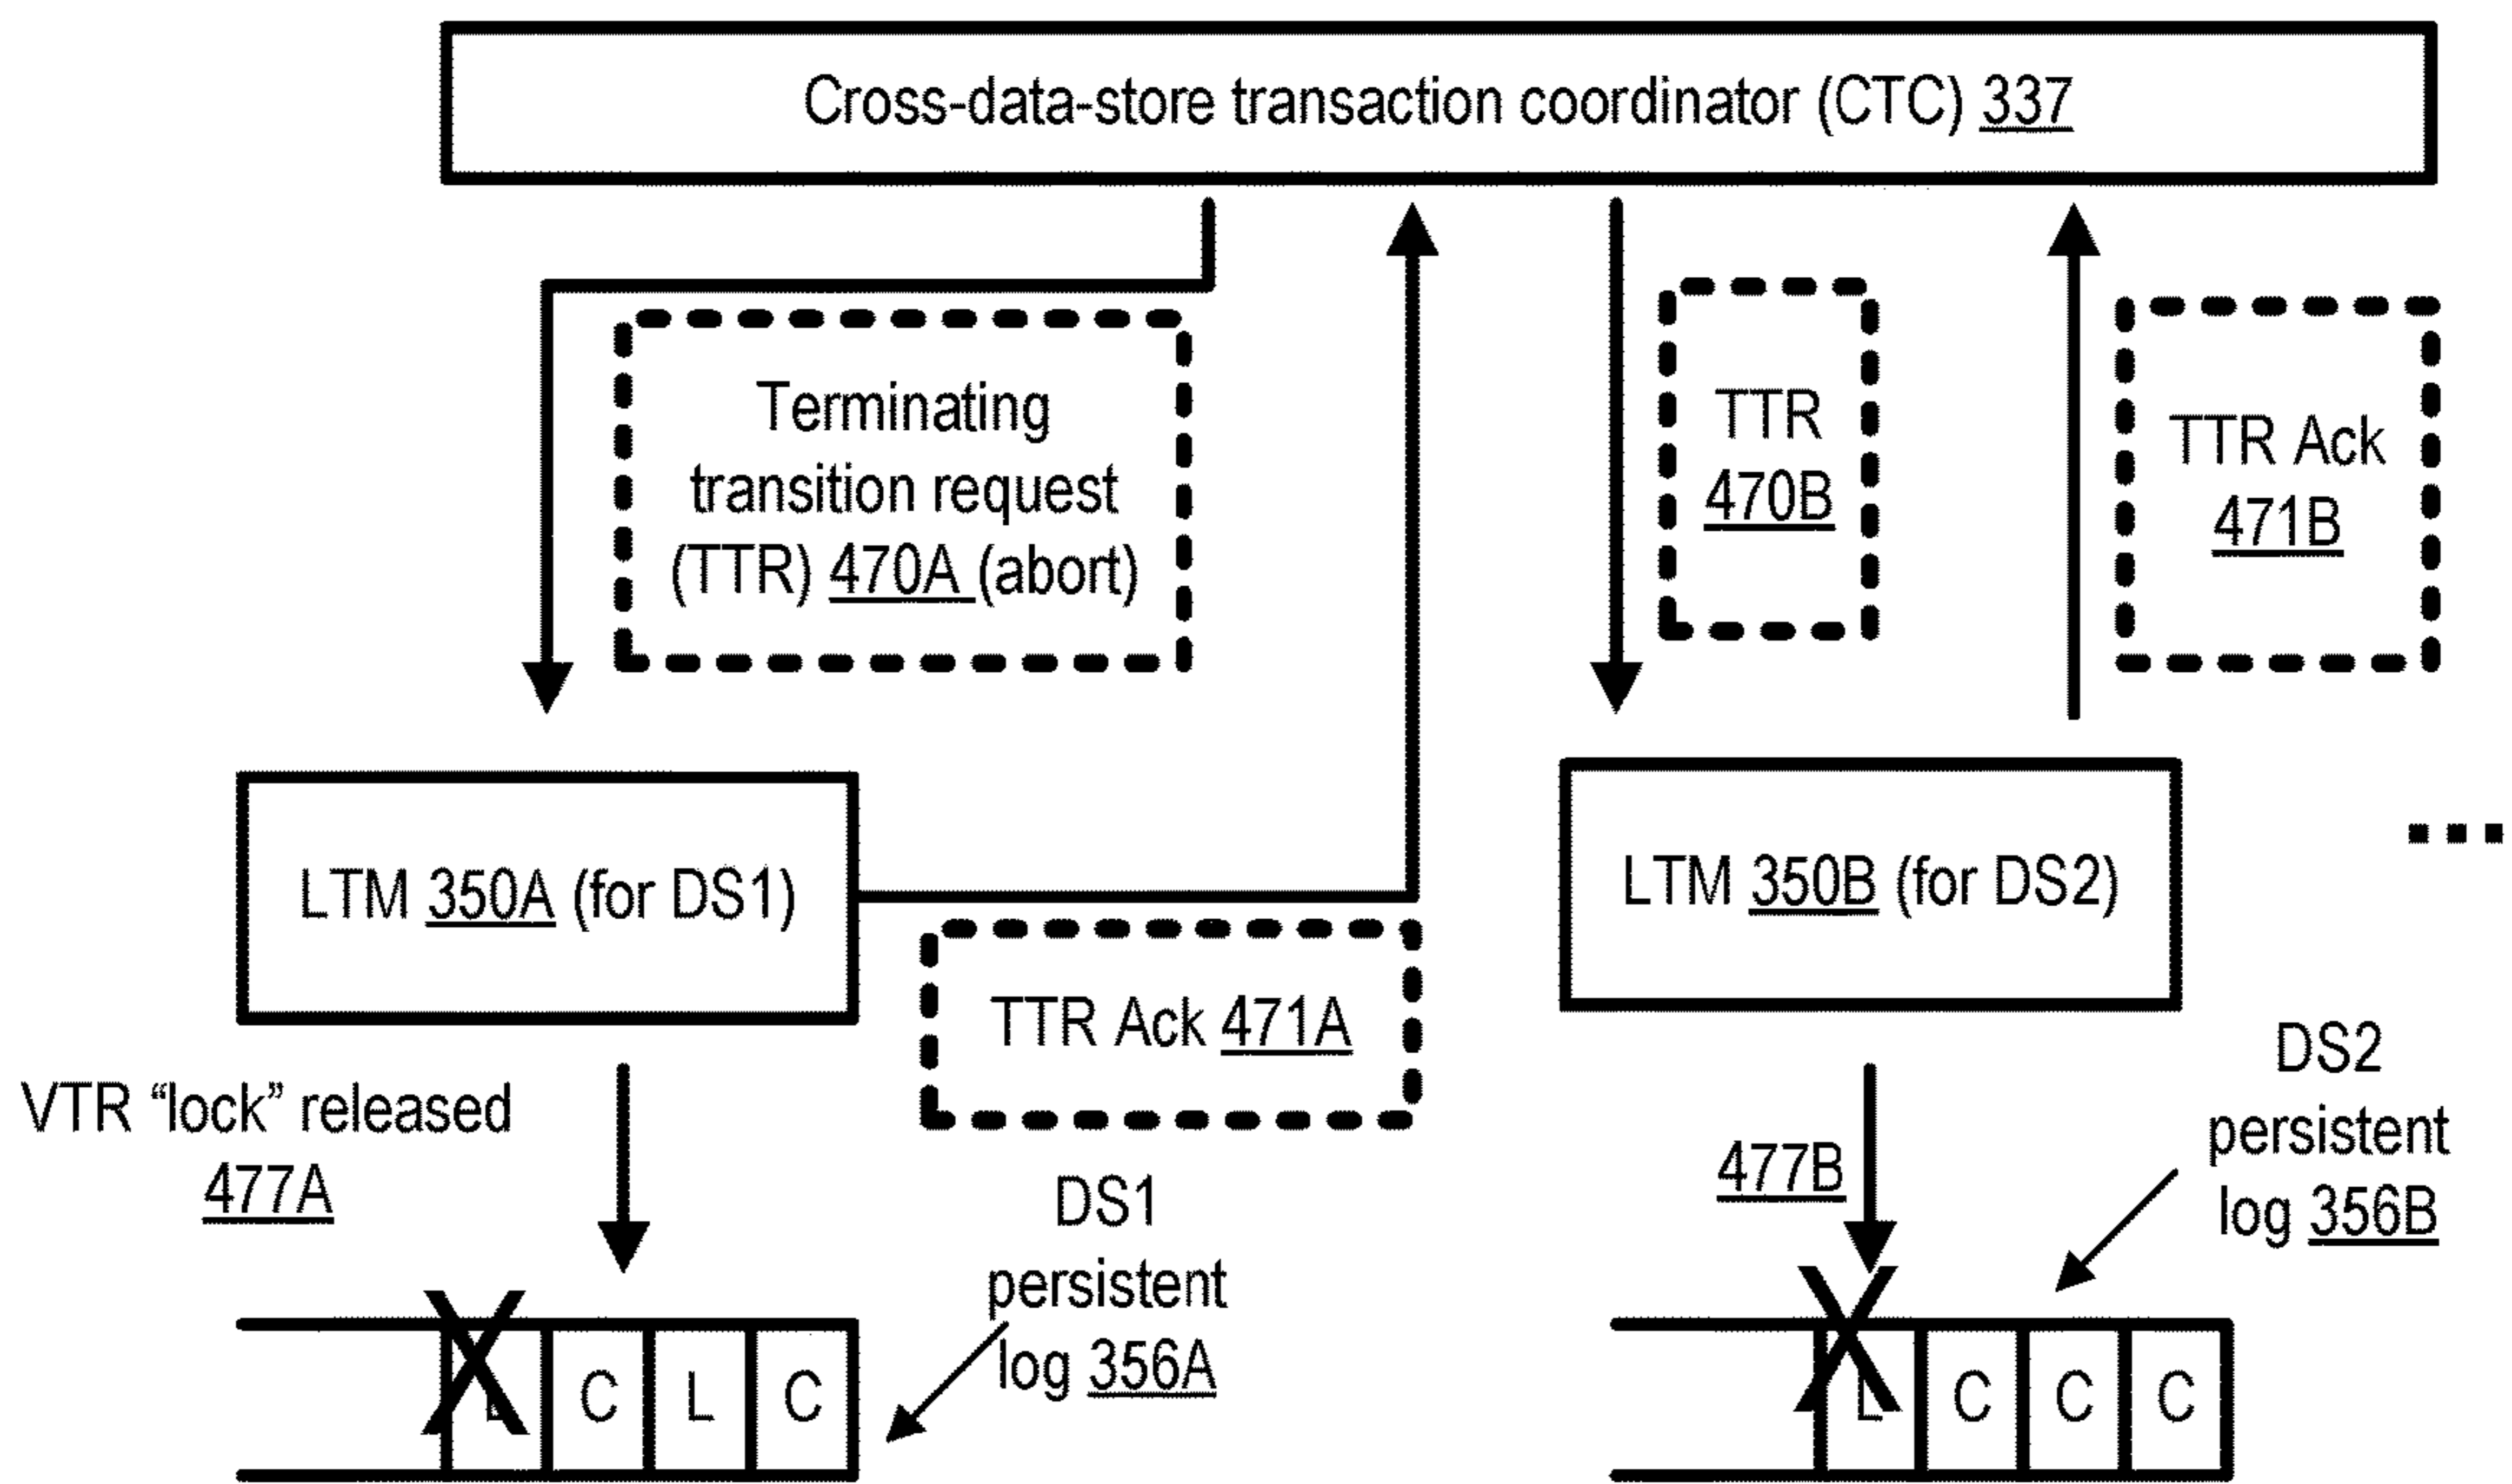 Cross-data-store transaction coordinator (CTC) 337
Terminating
transition request
(TTR) 470A (abort)
TTR
470B
TTR Ack
471B
LTM 350A (for DS1)
LTM 350B (for DS2)
...
TTR Ack 471A
VTR “lock” released
477A
DS1
persistent
log 356A
477B
DS2
persistent
log 356B
L C L C
L C C C